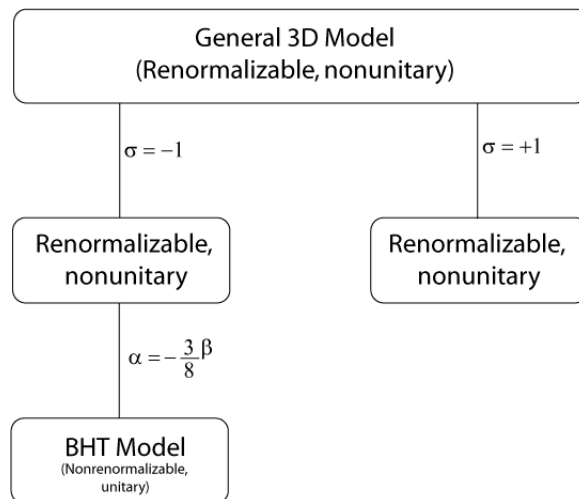 General 3D Model
(Renormalizable, nonunitary)
σ = −1
σ = +1
Renormalizable,
nonunitary
Renormalizable,
nonunitary
α = − 3/8 β
BHT Model
(Nonrenormalizable,
unitary)